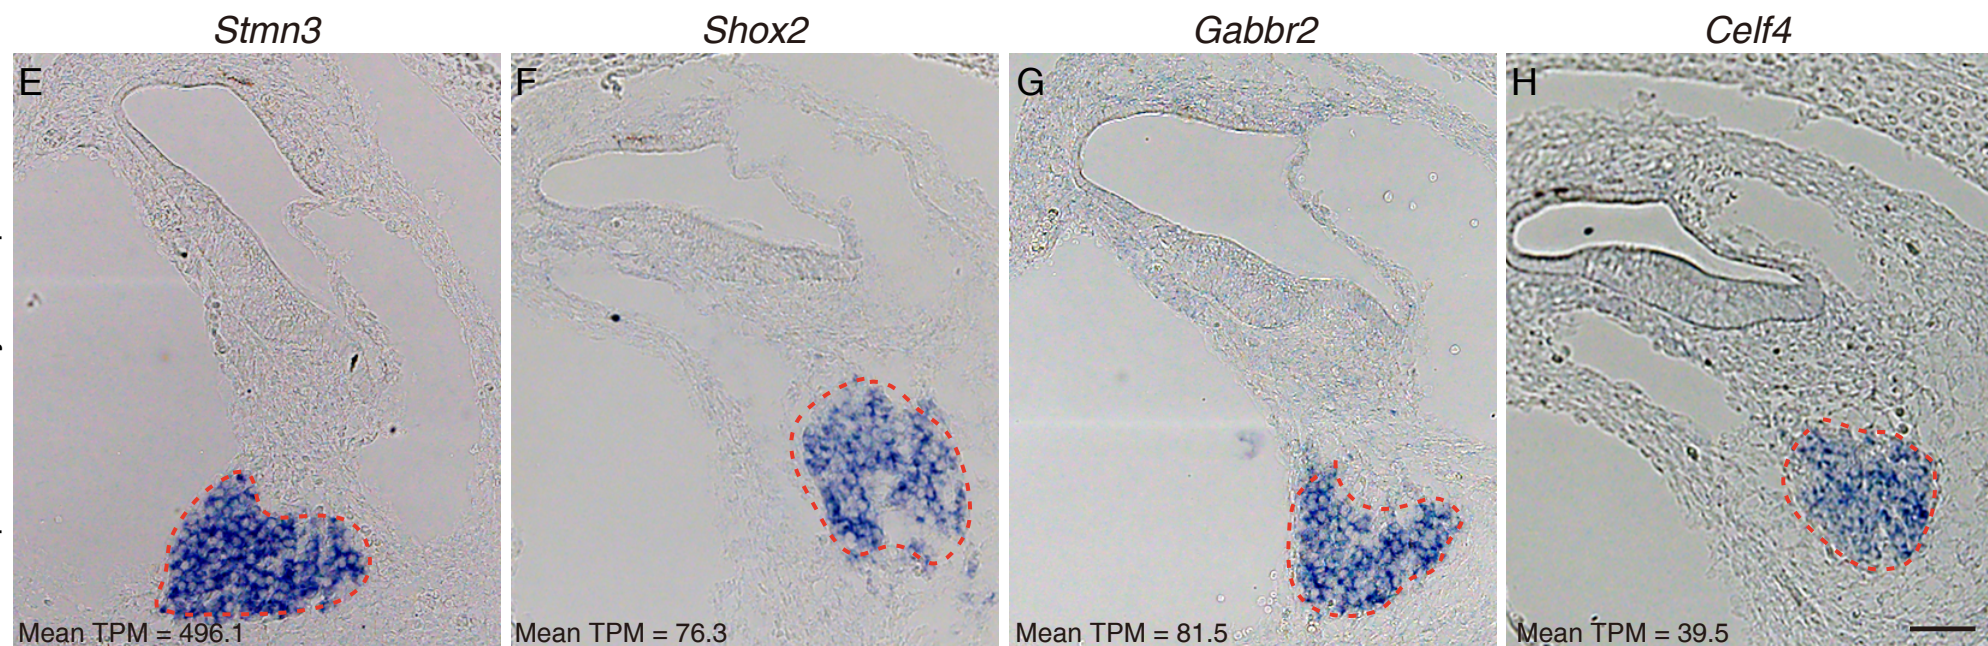 Stmn3
Shox2
Gabbr2
Celf4
E
F
G
H
Mean TPM = 496.1
Mean TPM = 76.3
Mean TPM = 81.5
Mean TPM = 39.5